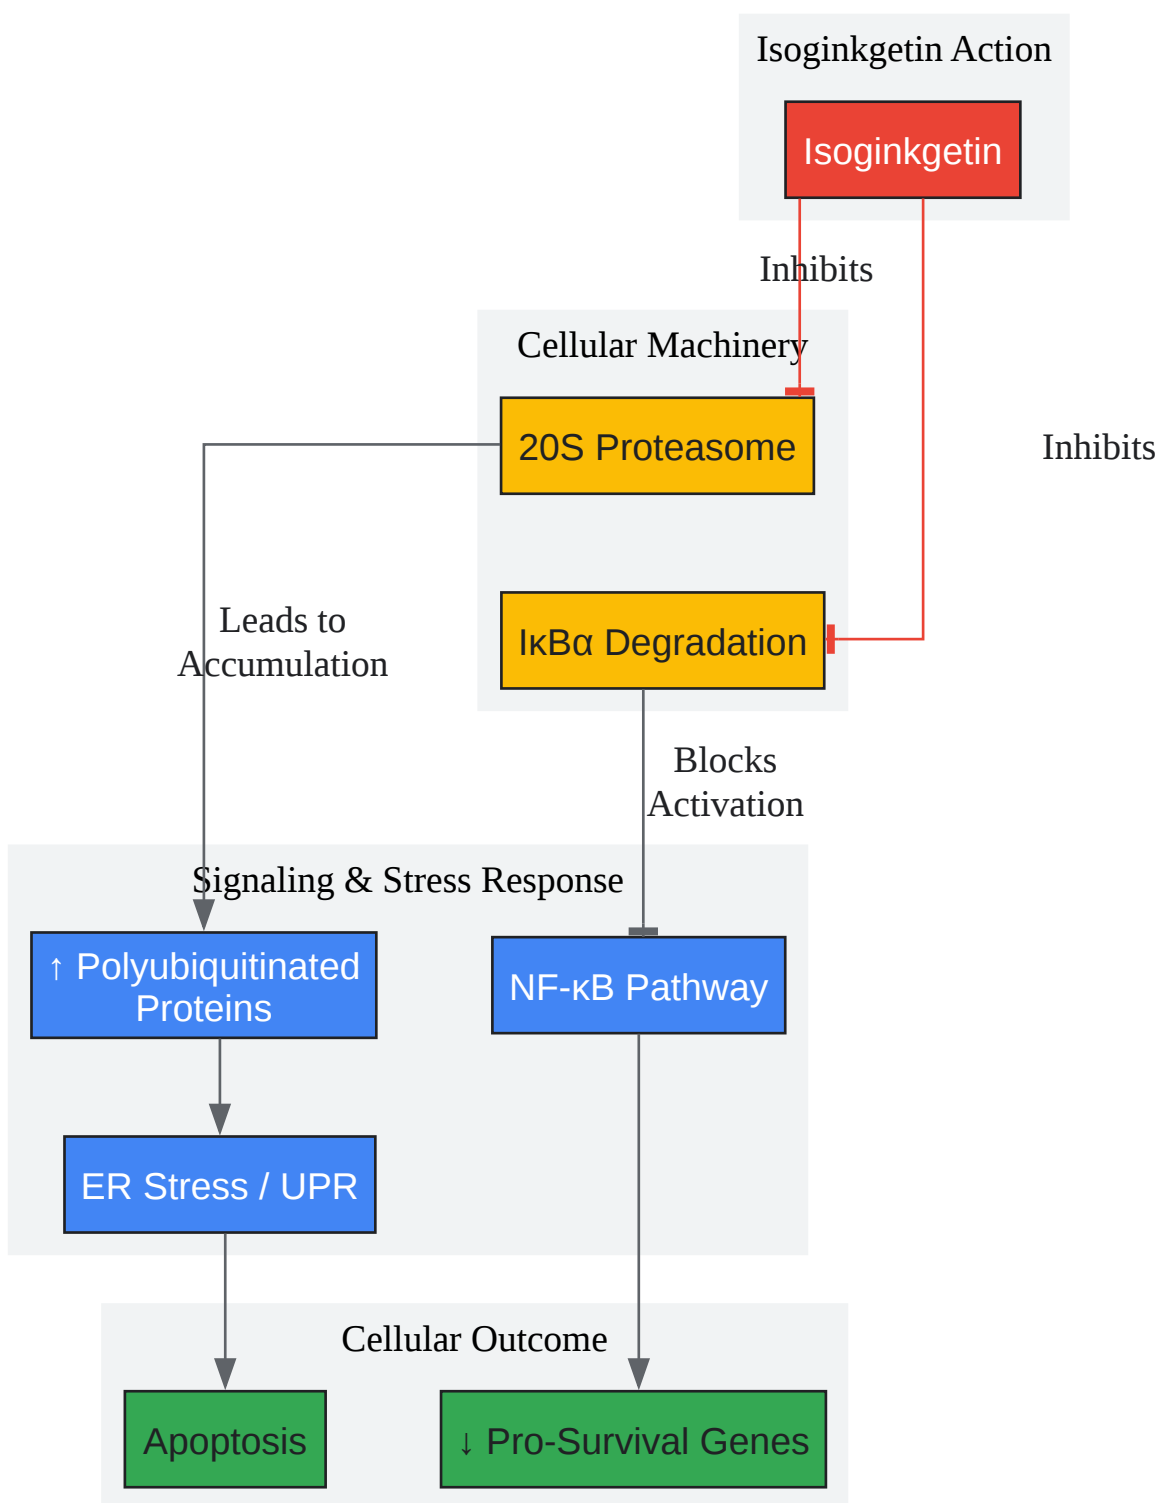 Isoginkgetin Action
Isoginkgetin
Inhibits
Cellular Machinery
20S Proteasome
Inhibits
Leads to
Accumulation
IκBα Degradation
Blocks
Activation
Signaling & Stress Response
↑ Polyubiquitinated
Proteins
NF-κB Pathway
ER Stress / UPR
Cellular Outcome
Apoptosis
↓ Pro-Survival Genes